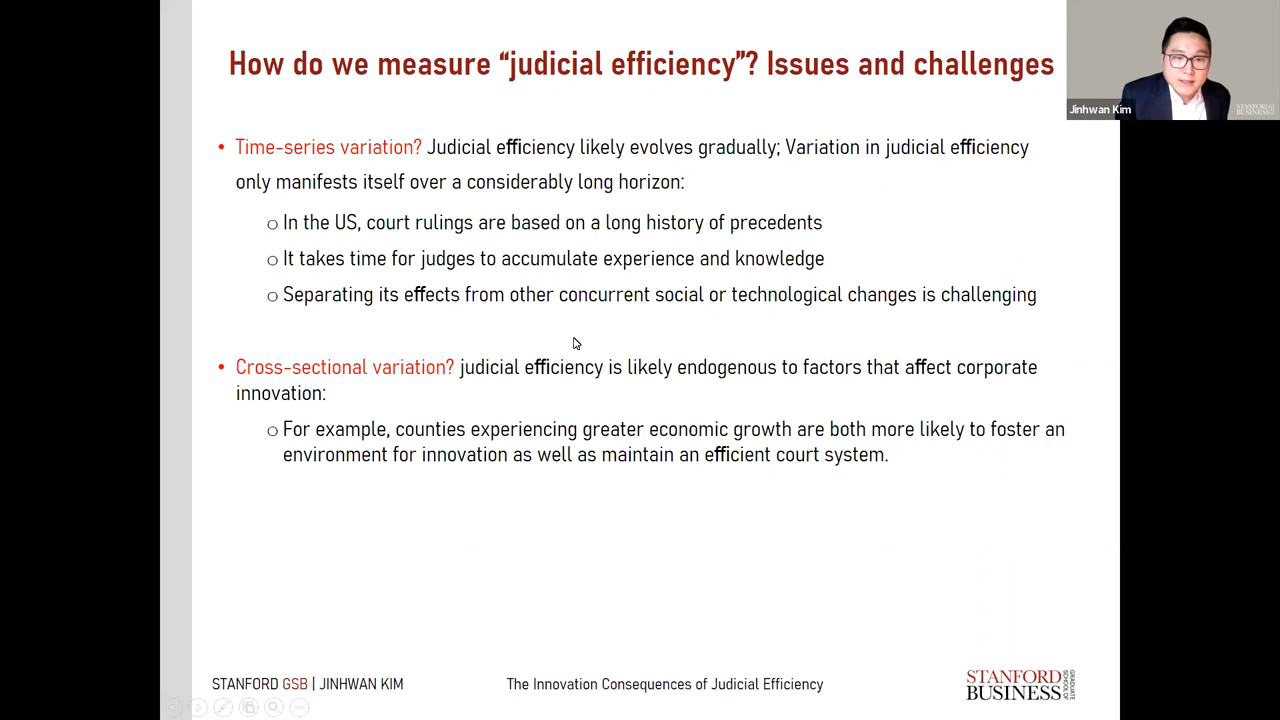 How do we measure “judicial efficiency”? Issues and challenges
Jinhwan Kim
STANFORD
BUSINESS
• Time-series variation? Judicial efficiency likely evolves gradually; Variation in judicial efficiency
only manifests itself over a considerably long horizon:
o In the US, court rulings are based on a long history of precedents
o It takes time for judges to accumulate experience and knowledge
o Separating its effects from other concurrent social or technological changes is challenging
• Cross-sectional variation? judicial efficiency is likely endogenous to factors that affect corporate
innovation:
o For example, counties experiencing greater economic growth are both more likely to foster an
environment for innovation as well as maintain an efficient court system.
STANFORD GSB | JINHWAN KIM
The Innovation Consequences of Judicial Efficiency
STANFORD
BUSINESS
GRADUATE
SCHOOL OF